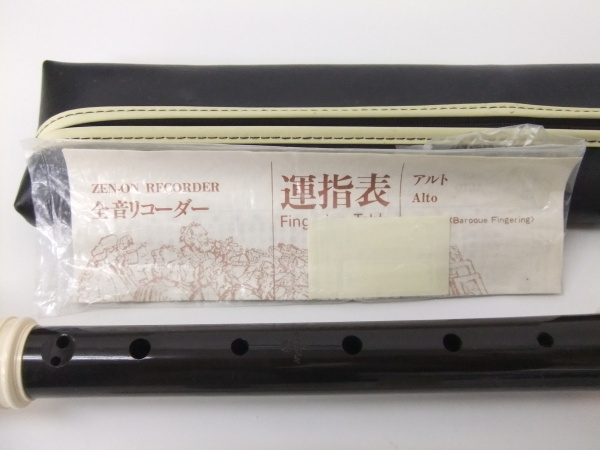 ZEN-ON RECORDER
全音リコーダー
運指表
アルト
Alto
(Baroque Fingering)